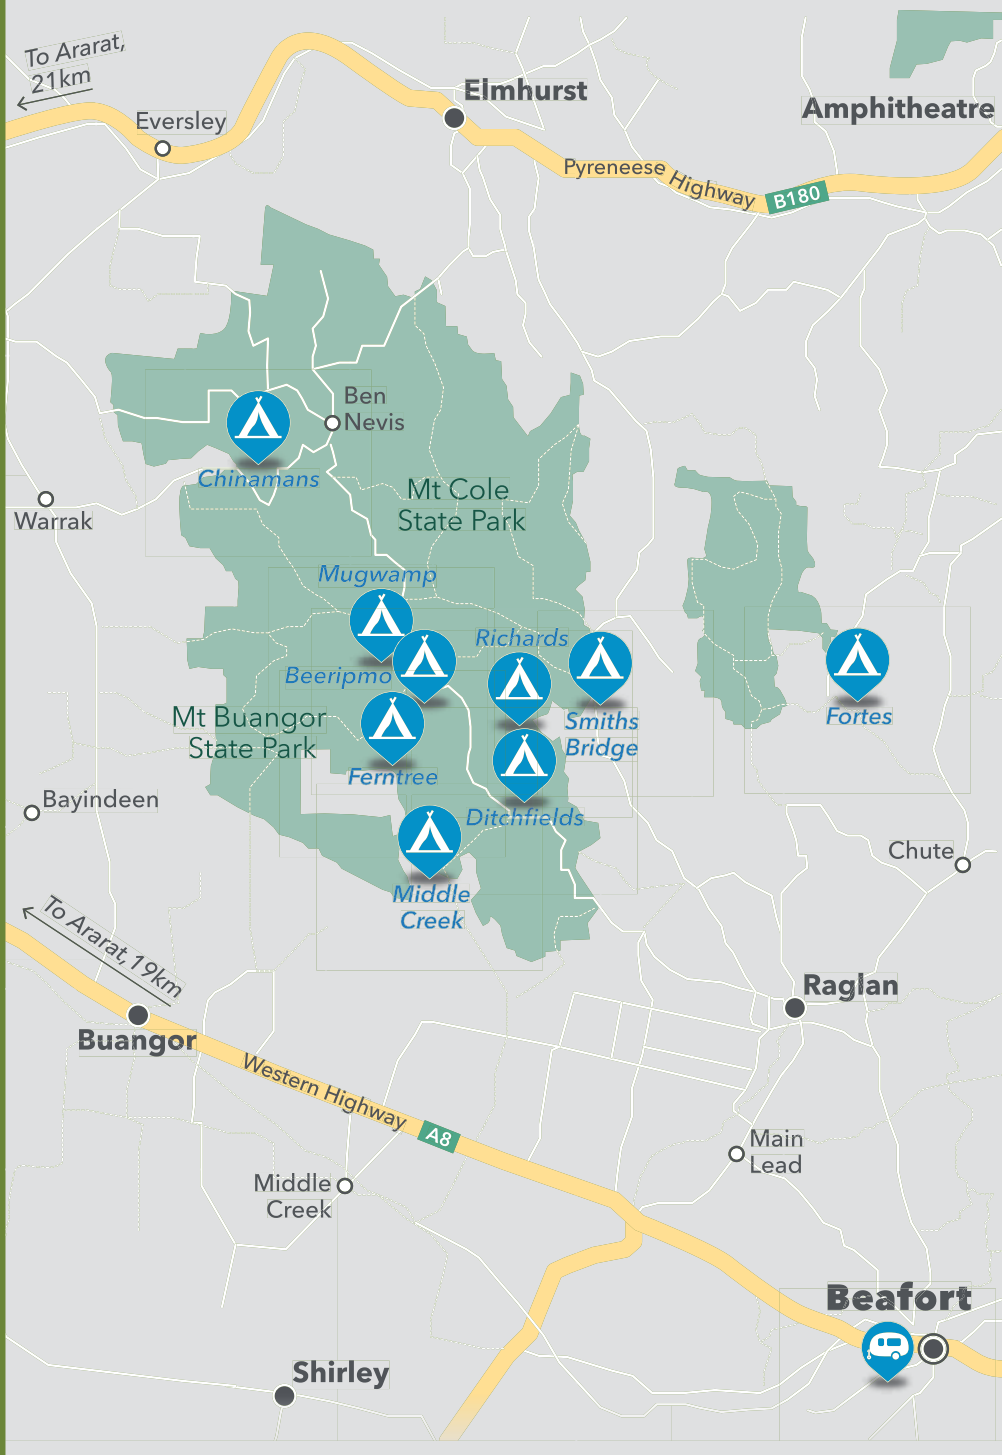 To Ararat,
21km
Eversley
Elmhurst
Amphitheatre
Pyreneese Highway
B180
Ben
Nevis
Chinamans
Mt Cole
State Park
Warrak
Mugwamp
Richards
Beeripmo
Mt Buangor
State Park
Smiths
Bridge
Fortes
Ferntree
Bayindeen
Ditchfields
Chute
Middle
Creek
To Ararat, 19km
Raglan
Buangor
Western Highway
A8
Main
Lead
Middle
Creek
Beafort
Shirley